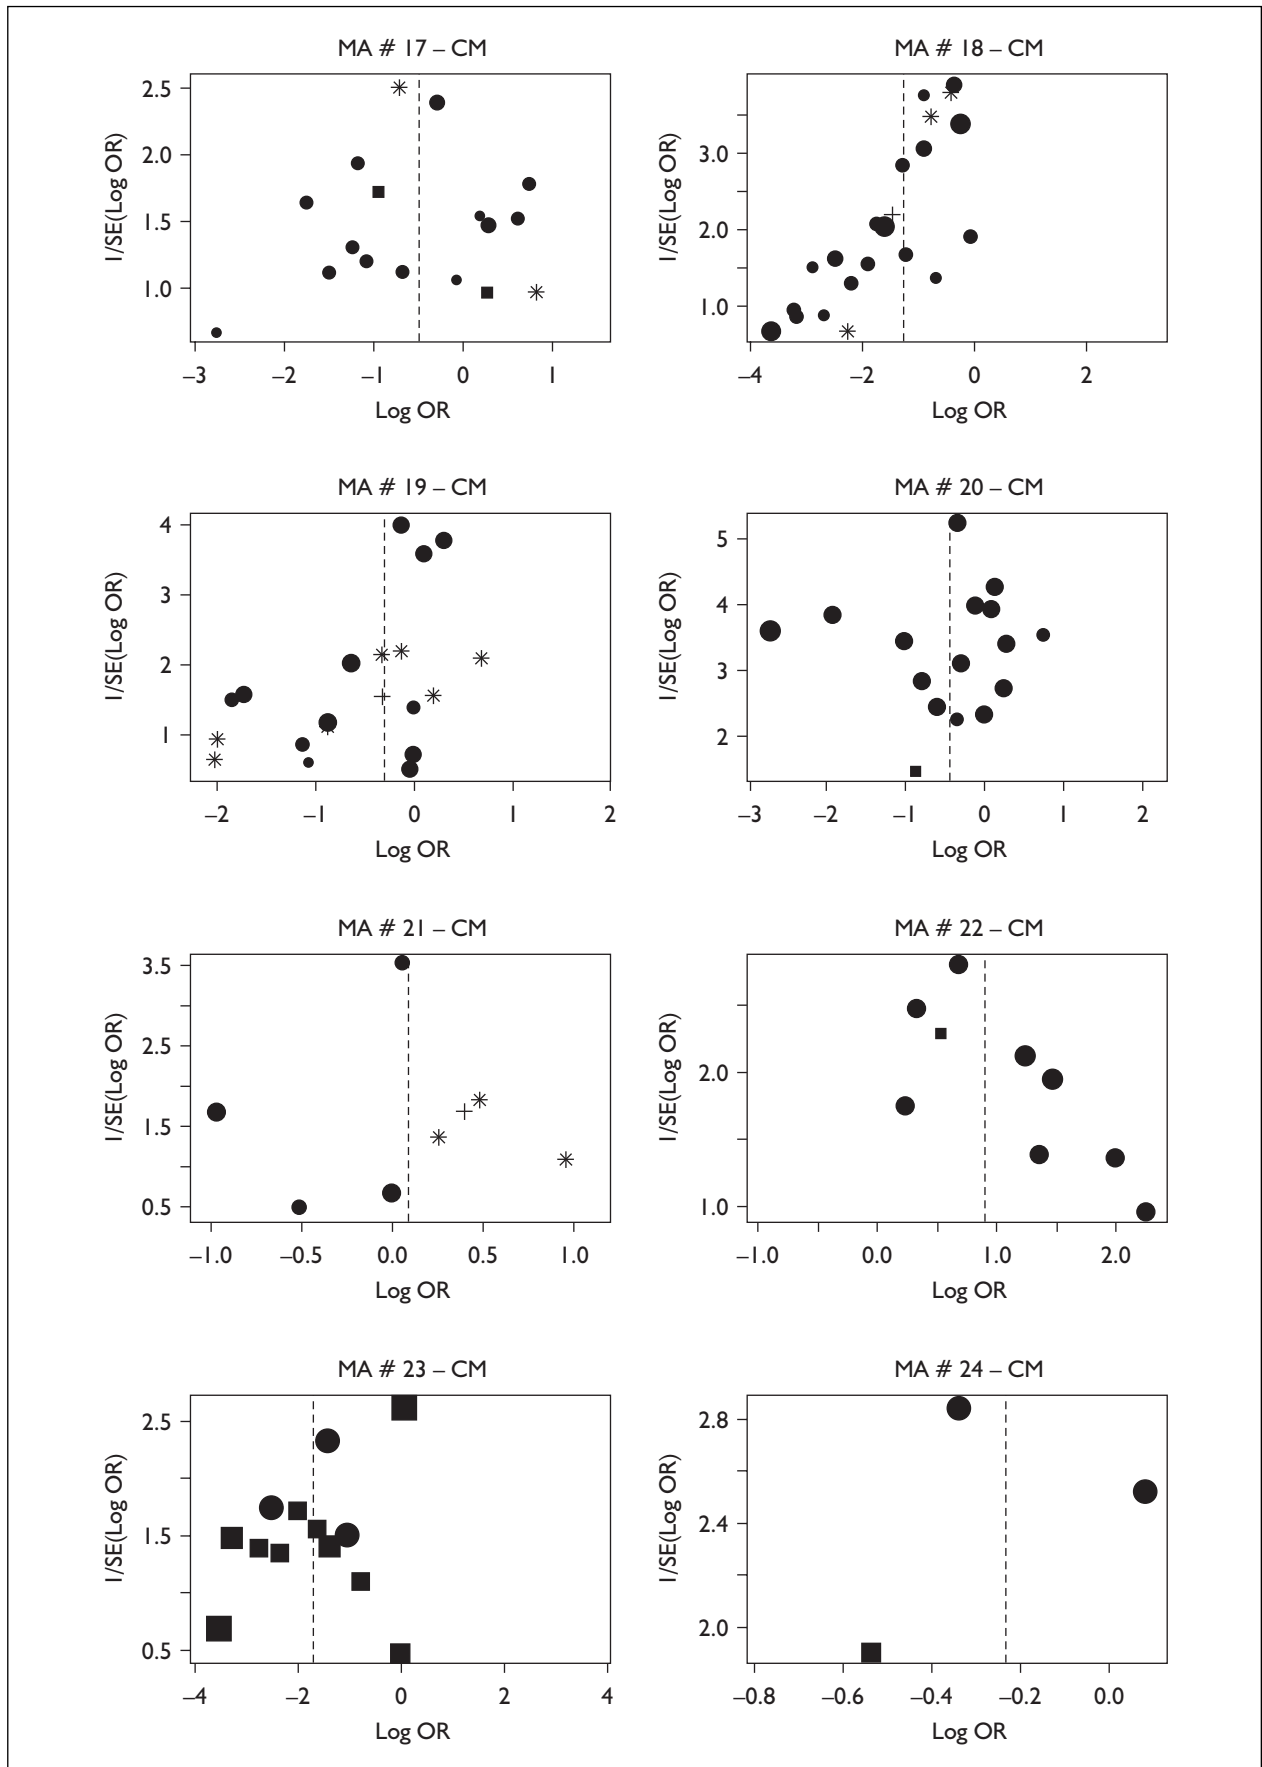 MA # 17 – CM
1/SE(Log OR)
2.5
2.0
1.5
1.0
–3 –2 –1 0 1
Log OR
MA # 18 – CM
1/SE(Log OR)
3.0
2.0
1.0
–4 –2 0 2
Log OR
MA # 19 – CM
1/SE(Log OR)
4
3
2
1
–2 –1 0 1 2
Log OR
MA # 20 – CM
1/SE(Log OR)
5
4
3
2
–3 –2 –1 0 1 2
Log OR
MA # 21 – CM
1/SE(Log OR)
3.5
2.5
1.5
0.5
–1.0 –0.5 0.0 0.5 1.0
Log OR
MA # 22 – CM
1/SE(Log OR)
2.0
1.0
–1.0 0.0 1.0 2.0
Log OR
MA # 23 – CM
1/SE(Log OR)
2.5
1.5
0.5
–4 –2 0 2 4
Log OR
MA # 24 – CM
1/SE(Log OR)
2.8
2.4
2.0
–0.8 –0.6 –0.4 –0.2 0.0
Log OR